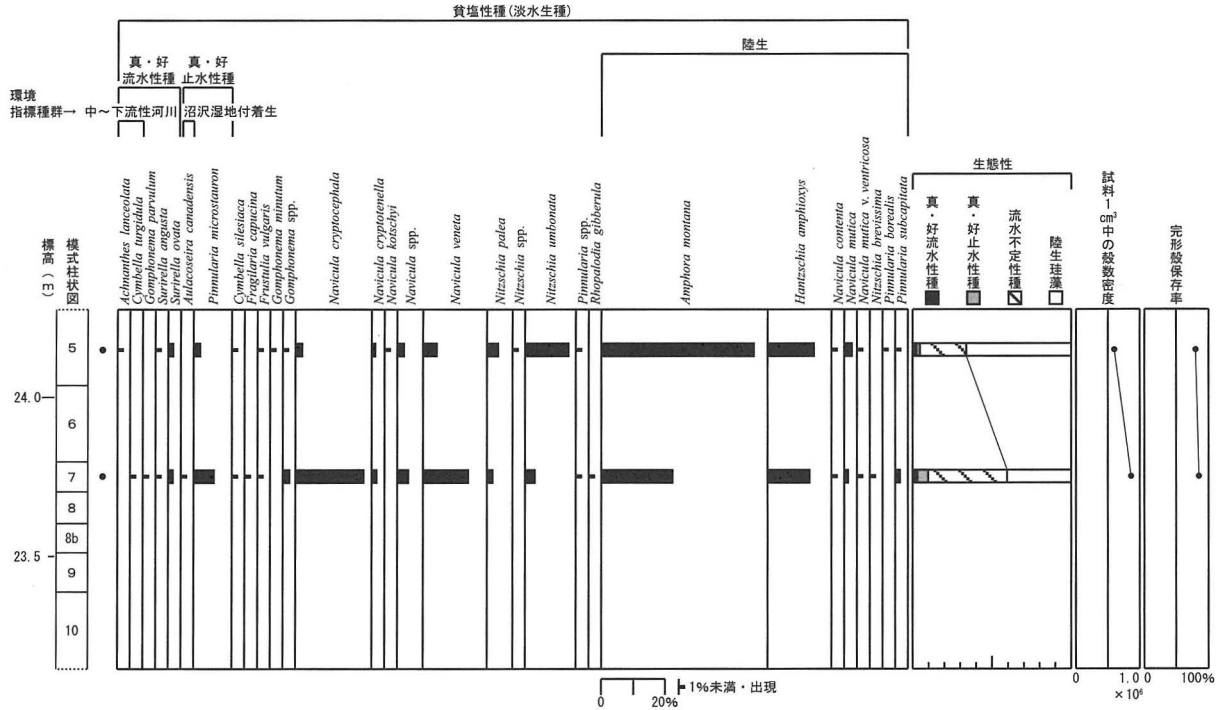 貧塩性種(淡水生種)
陸生
真・好
流水性種
真・好
止水性種
環境
指標種群→ 中〜下流性河川
沼沢湿地付着生
標高(m)
模式柱状図
Achnanthes lanceolata
Cymbella turgidula
Gomphonema parvulum
Surirella angusta
Surirella ovata
Aulacoseira canadensis
Pinnularia microstauron
Cymbella silesiaca
Fragilaria capucina
Frustulia vulgaris
Gomphonema minutum
Gomphonema spp.
Navicula cryptocephala
Navicula cryptotenella
Navicula kotschyi
Navicula spp.
Navicula veneta
Nitzschia palea
Nitzschia spp.
Nitzschia umbonata
Pinnularia spp.
Rhopalodia gibberula
Amphora montana
Hantzschia amphioxys
Navicula contenta
Navicula mutica
Navicula mutica v. ventricosa
Nitzschia brevissima
Pinnularia borealis
Pinnularia subcapitata
生態性
真・好流水性種
真・好止水性種
流水不定性種
陸生珪藻
試料1cm³中の殻数密度
完形殻保存率
5
24.0
6
7
8
8b
23.5
9
10
0 20%
1%未満・出現
0 1.0
×10⁶
0 100%